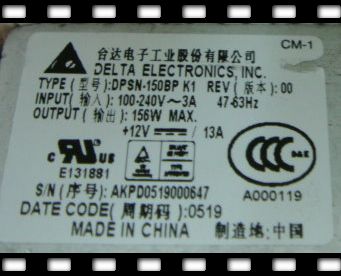 CM-1
台达电子工业股份有限公司
DELTA ELECTRONICS, INC.
TYPE (型号):DPSN-150BP K1 REV (版本): 00
INPUT(输入): 100-240V~3A 47-63Hz
OUTPUT(输出): 156W MAX.
+12V⎓/ 13A
E131881
A000119
S/N (序号): AKPD0519000647
DATE CODE(周期码):0519
MADE IN CHINA 制造地:中国